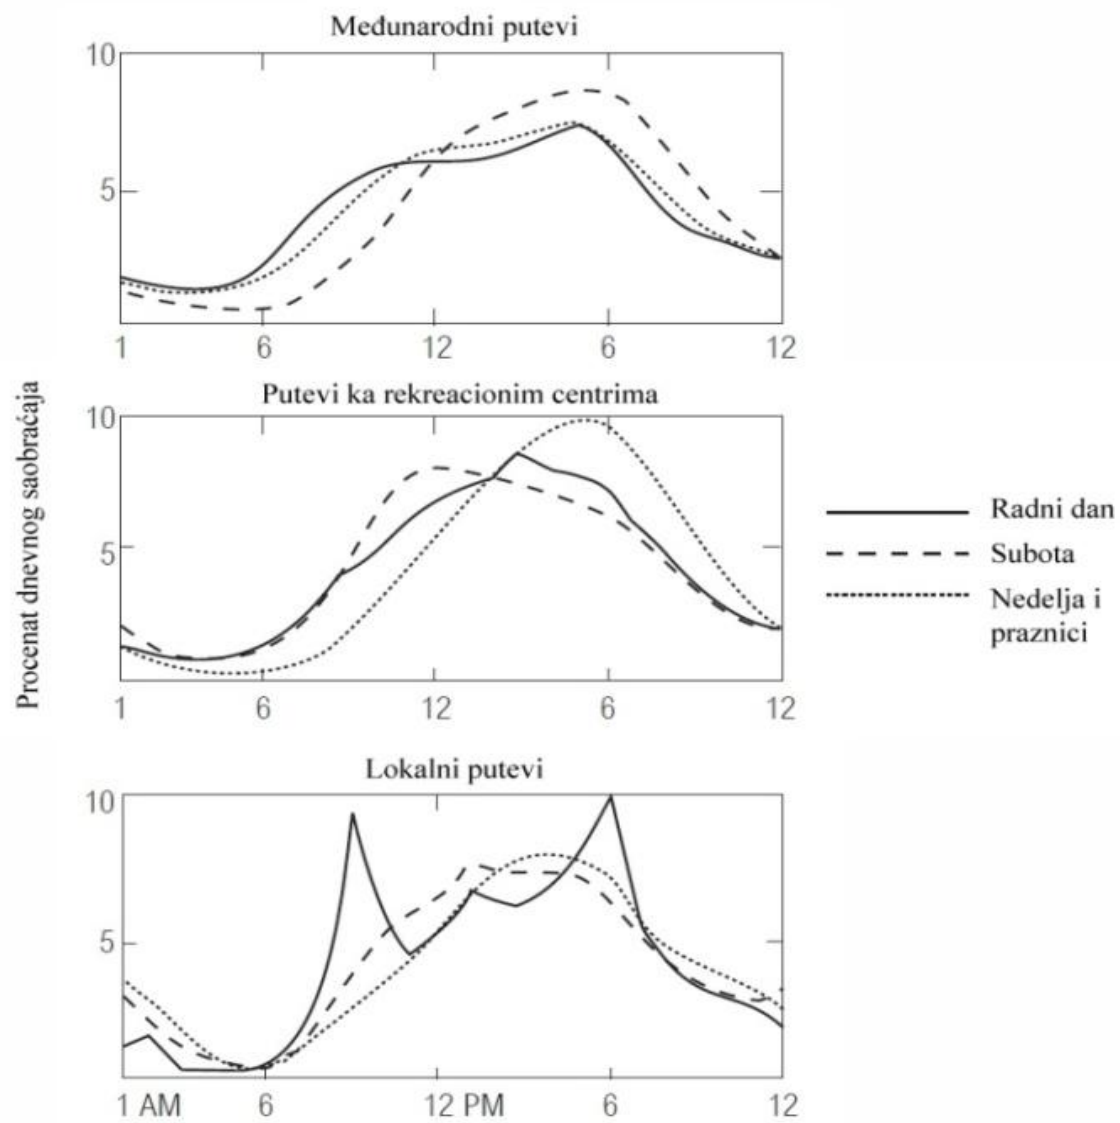 Međunarodni putevi
10
5
1 6 12 6 12
Procenat dnevnog saobraćaja
Putevi ka rekreacionim centrima
10
5
1 6 12 6 12
Radni dan
Subota
Nedelja i
praznici
Lokalni putevi
10
5
1 AM 6 12 PM 6 12